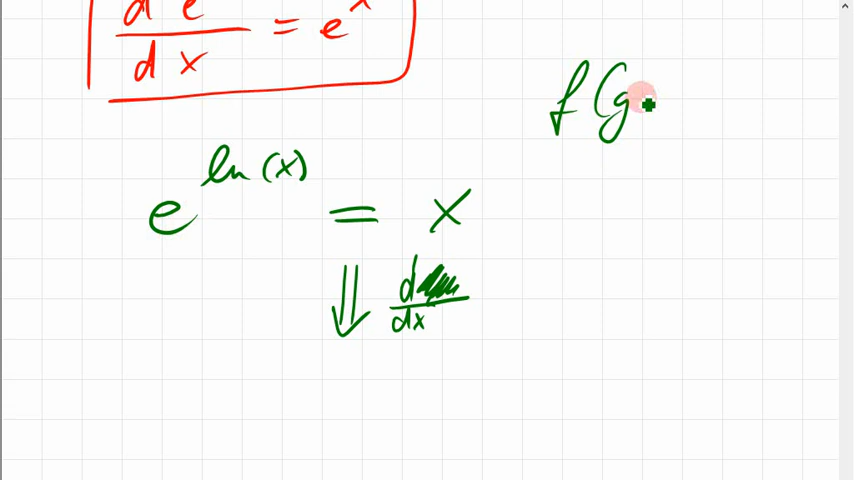 d e^x
/ d x = e^x
f(g
e^ln(x) = x
⇓ d/dx